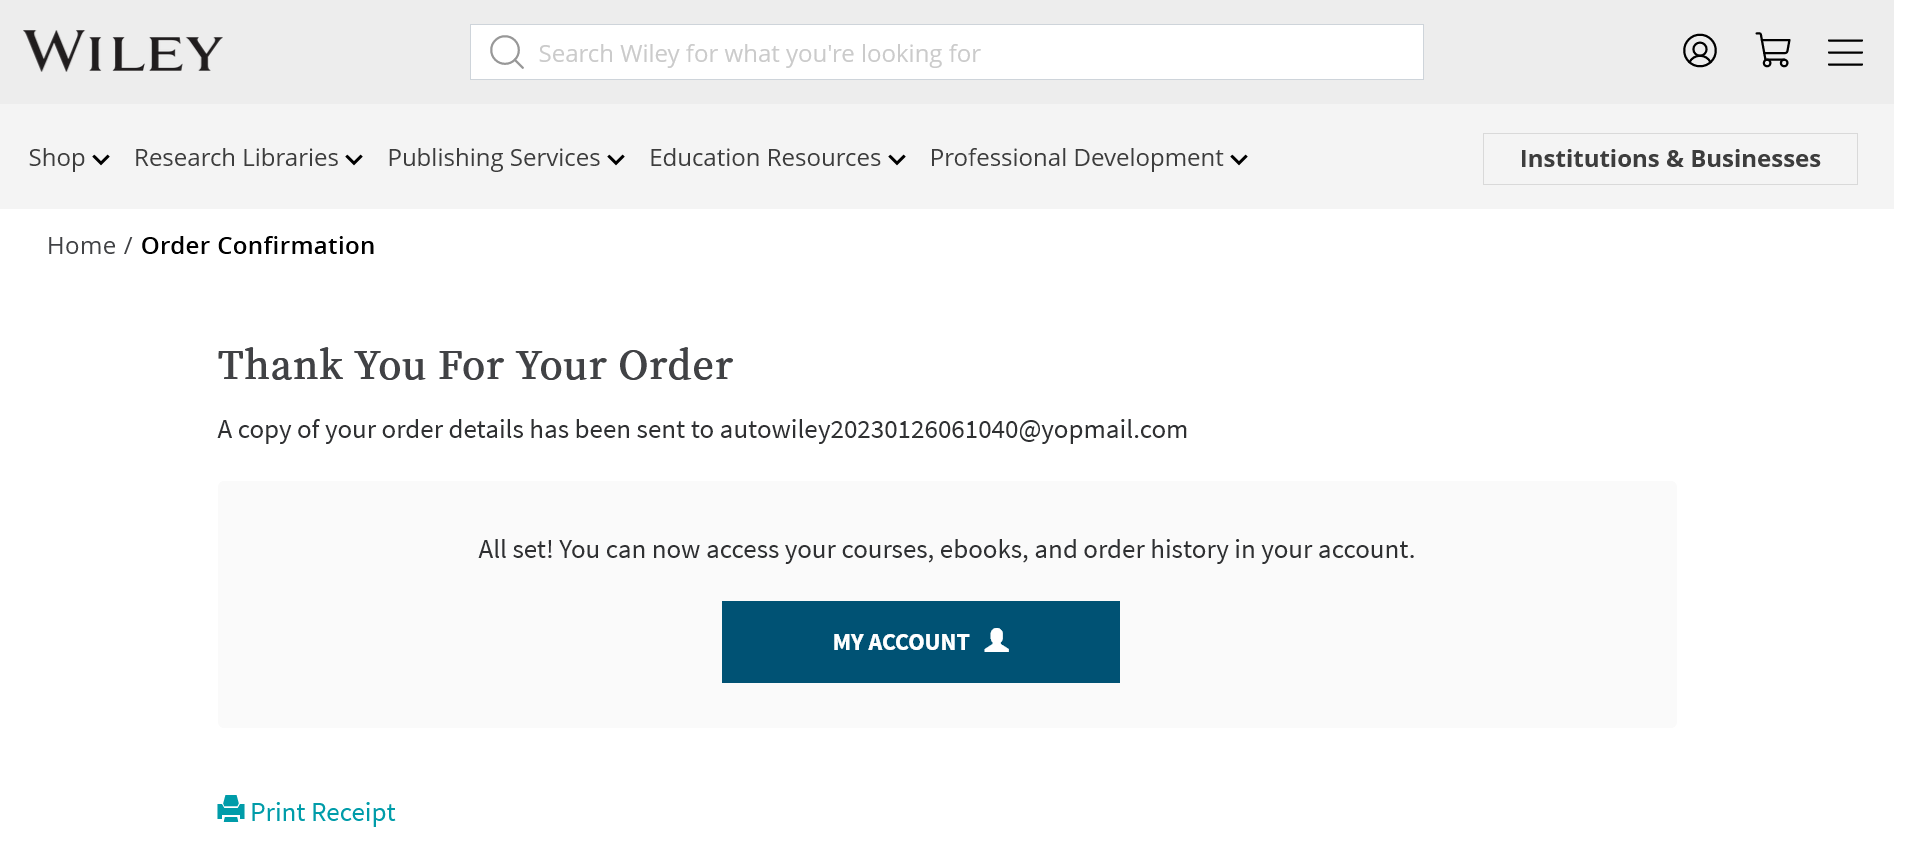 WILEY
Search Wiley for what you're looking for
Shop Research Libraries Publishing Services Education Resources Professional Development Institutions & Businesses
Home / Order Confirmation
Thank You For Your Order
A copy of your order details has been sent to autowiley20230126061040@yopmail.com
All set! You can now access your courses, ebooks, and order history in your account.
MY ACCOUNT
Print Receipt